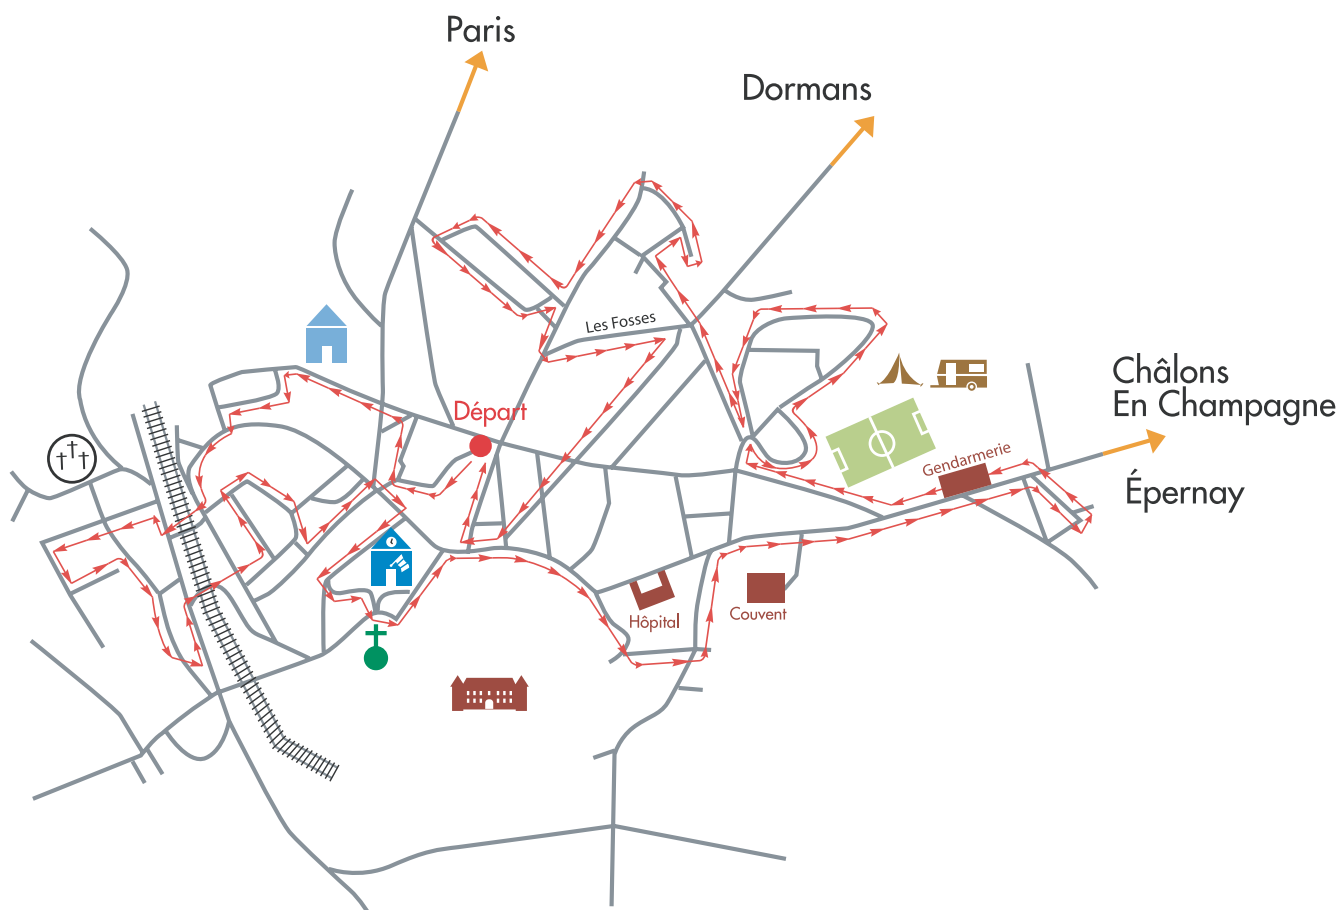 Paris
Dormans
Les Fosses
Châlons
En Champagne
Départ
Gendarmerie
Épernay
Hôpital
Couvent